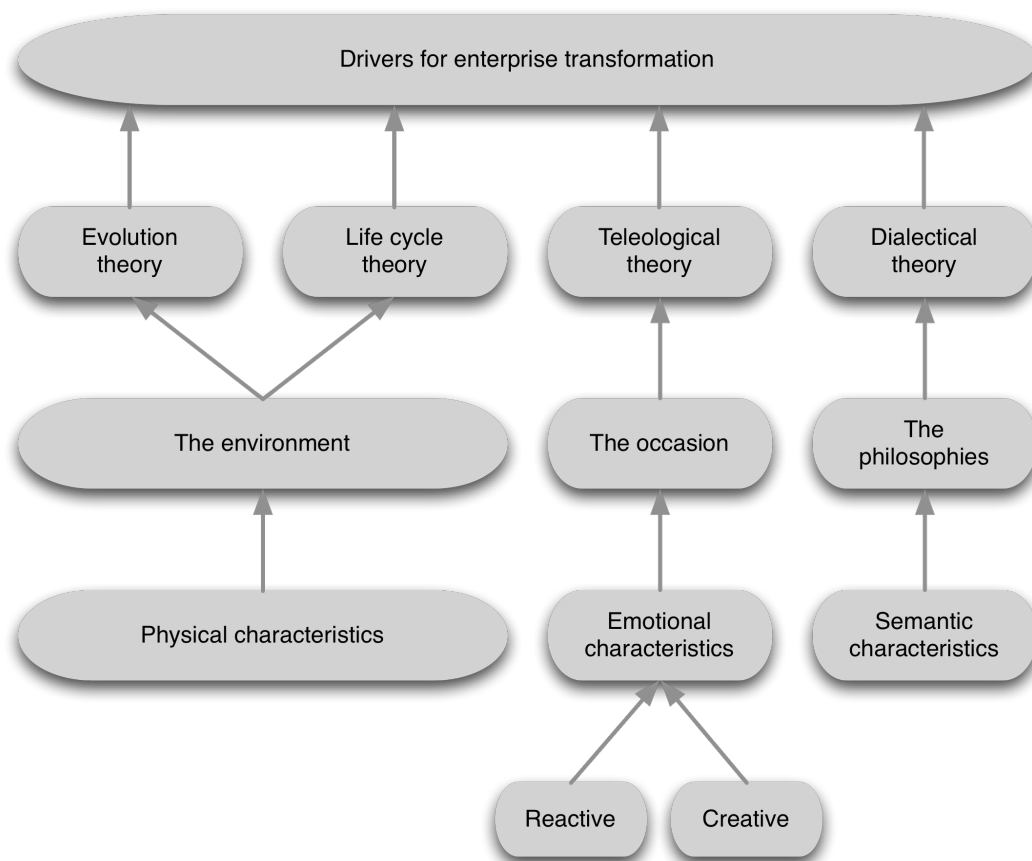 Drivers for enterprise transformation
Evolution
theory
Life cycle
theory
Teleological
theory
Dialectical
theory
The environment
The occasion
The
philosophies
Physical characteristics
Emotional
characteristics
Semantic
characteristics
Reactive
Creative